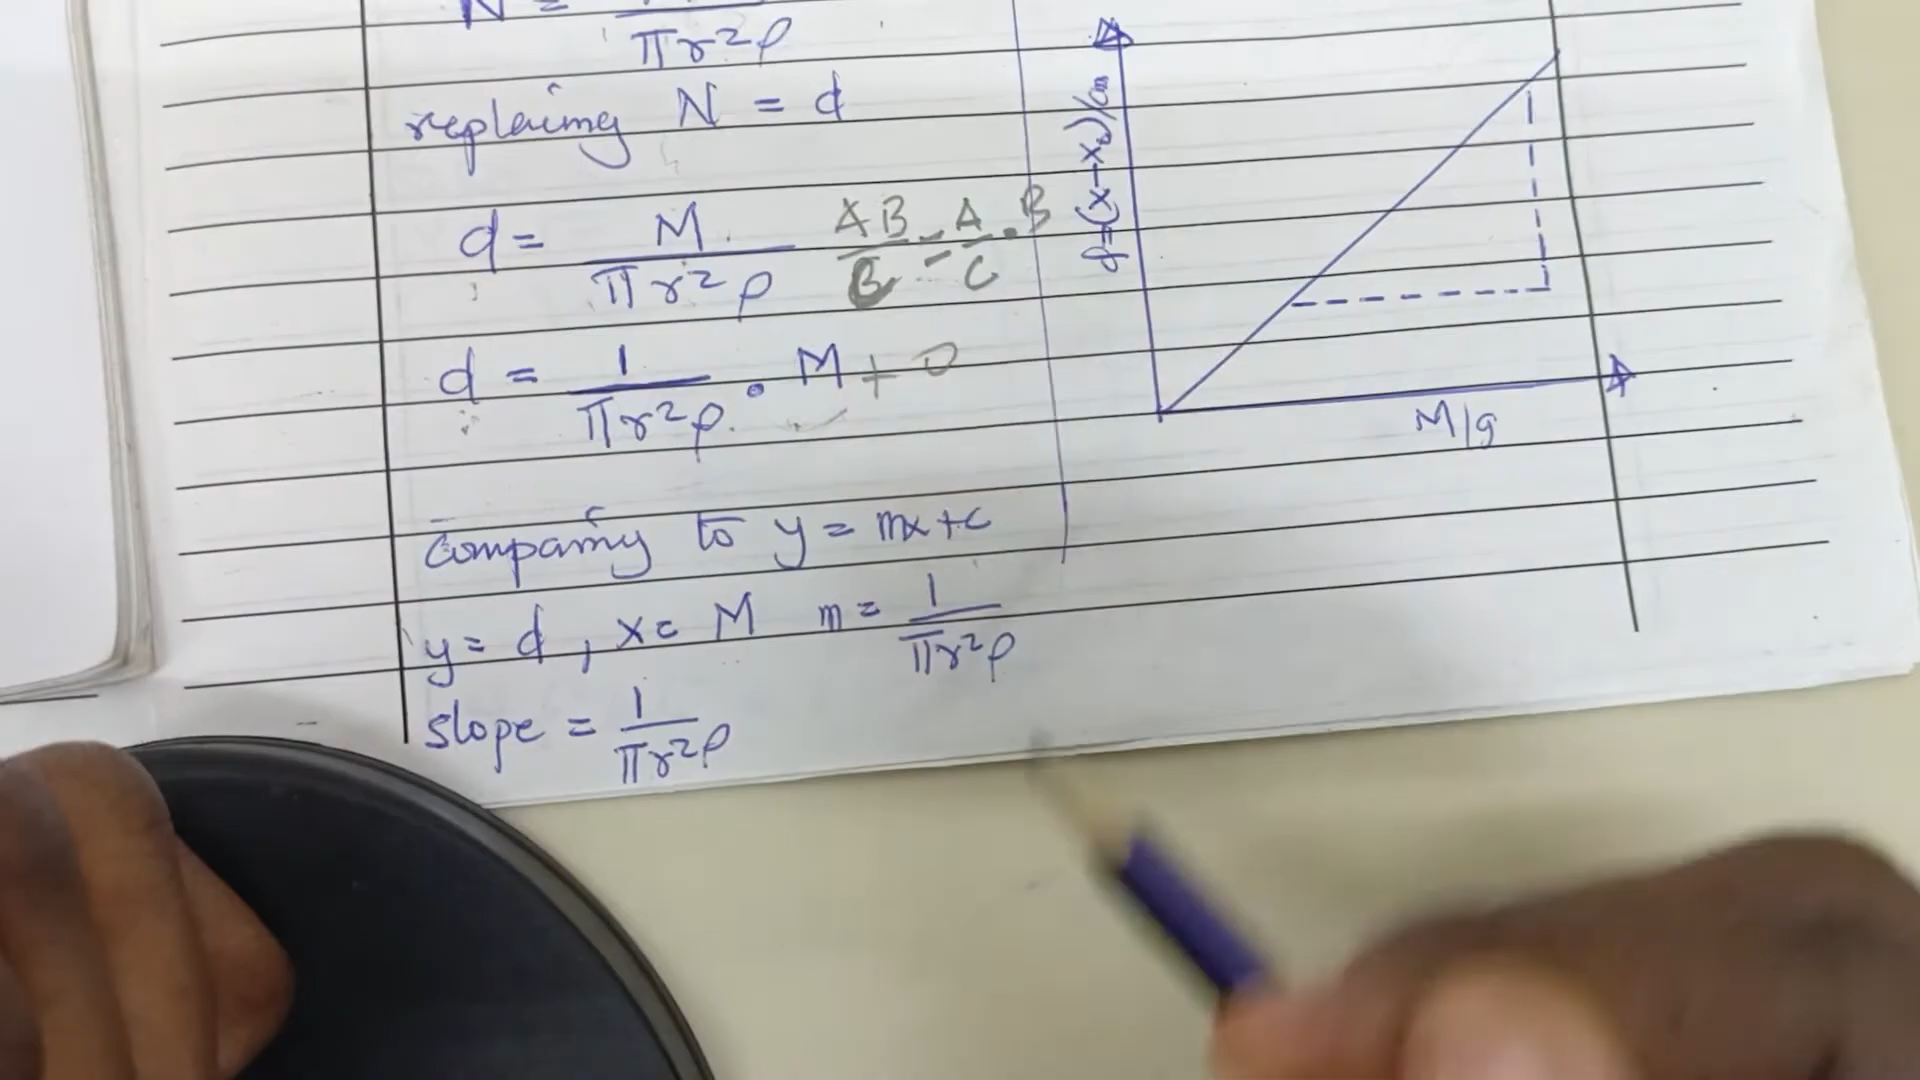 N =
πr²ρ
replacing N = d
d = M / πr²ρ AB / C = A / C . B
d = 1 / πr²ρ . M + 0
comparing to y = mx+c
y = d , x = M m = 1 / πr²ρ
slope = 1 / πr²ρ
d=(x-x₀)/cm
M/g